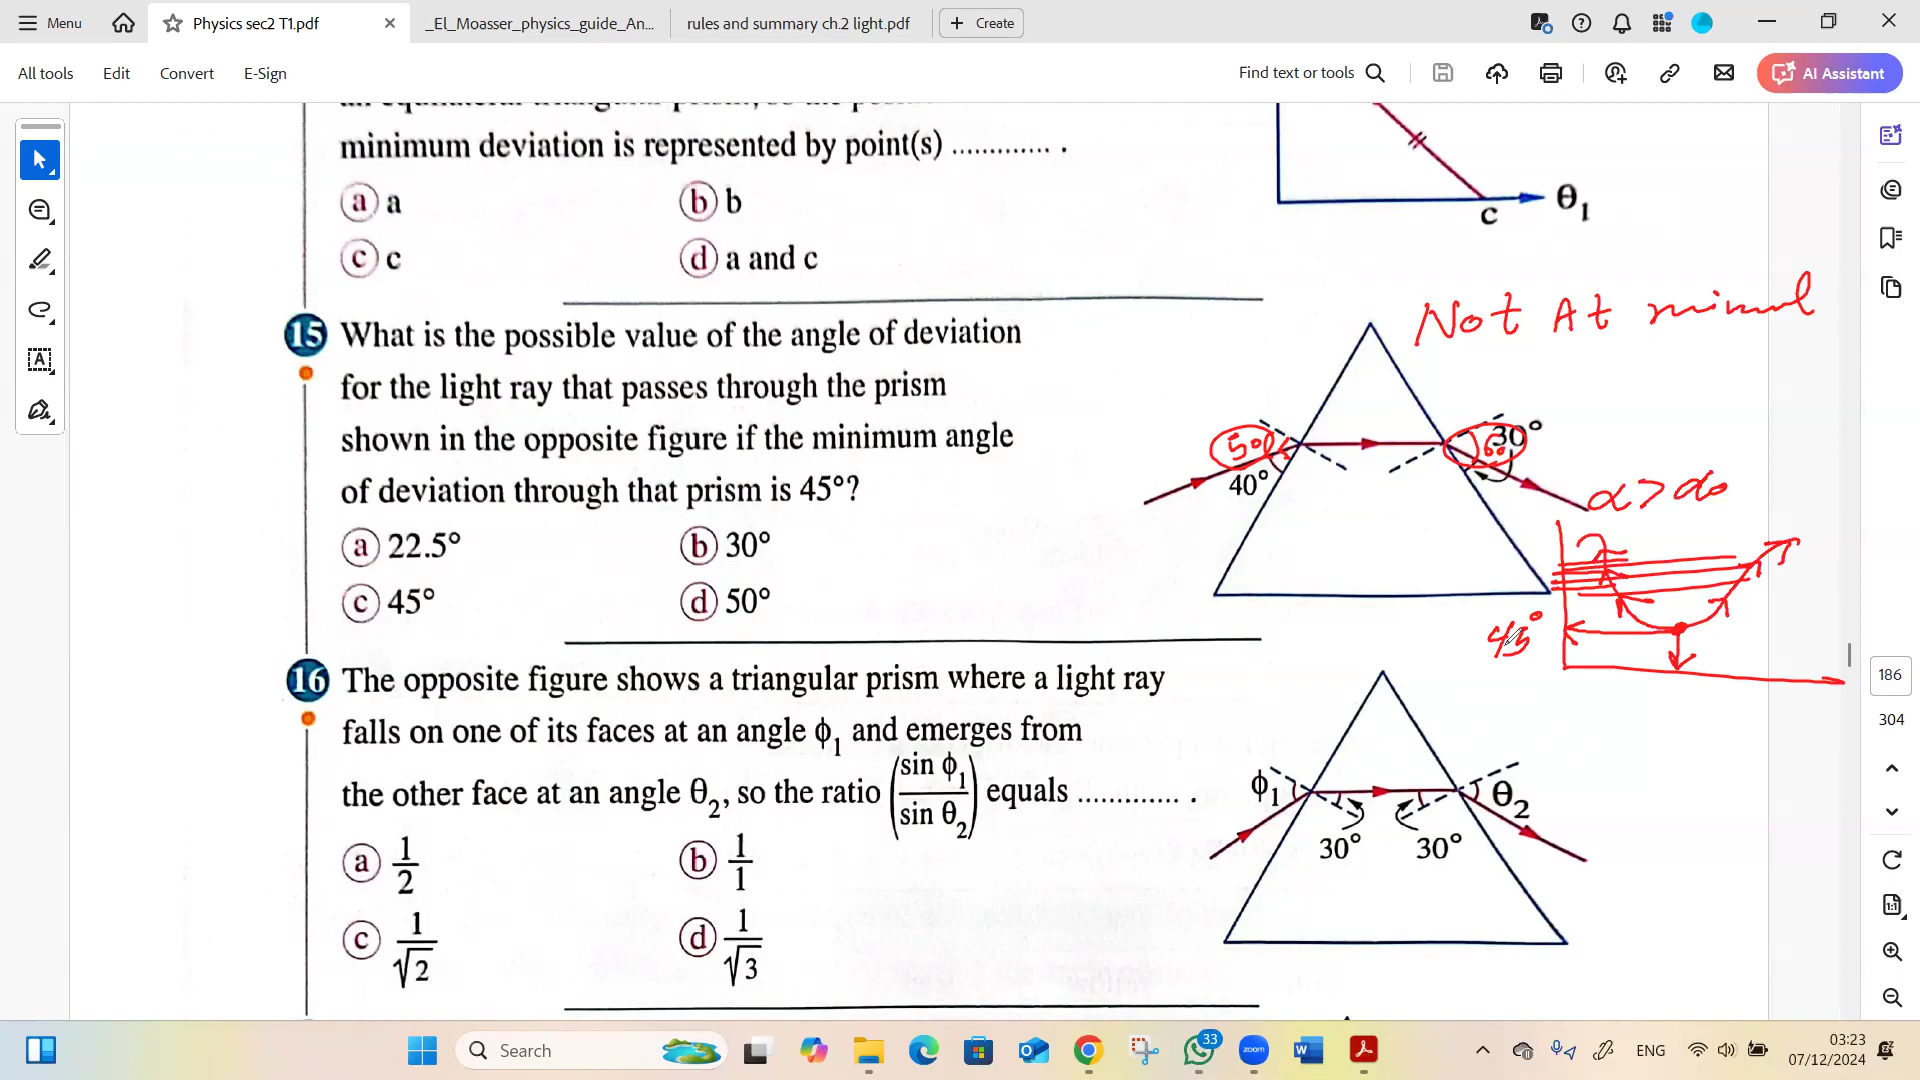 Menu
Physics sec2 T1.pdf
_El_Moasser_physics_guide_An...
rules and summary ch.2 light.pdf
Create
All tools
Edit
Convert
E-Sign
Find text or tools
AI Assistant
minimum deviation is represented by point(s) ............. .
a a
b b
c c
d a and c
c
θ1
15 What is the possible value of the angle of deviation
for the light ray that passes through the prism
shown in the opposite figure if the minimum angle
of deviation through that prism is 45°?
a 22.5°
b 30°
c 45°
d 50°
Not At
50
40°
30°
60
α > α₀
45°
16 The opposite figure shows a triangular prism where a light ray
falls on one of its faces at an angle ϕ1 and emerges from
the other face at an angle θ2, so the ratio (sin ϕ1 / sin θ2) equals ............. .
a 1/2
b 1/1
c 1/√2
d 1/√3
ϕ1
30°
30°
θ2
186
304
Search
33
zoom
ENG
03:23
07/12/2024